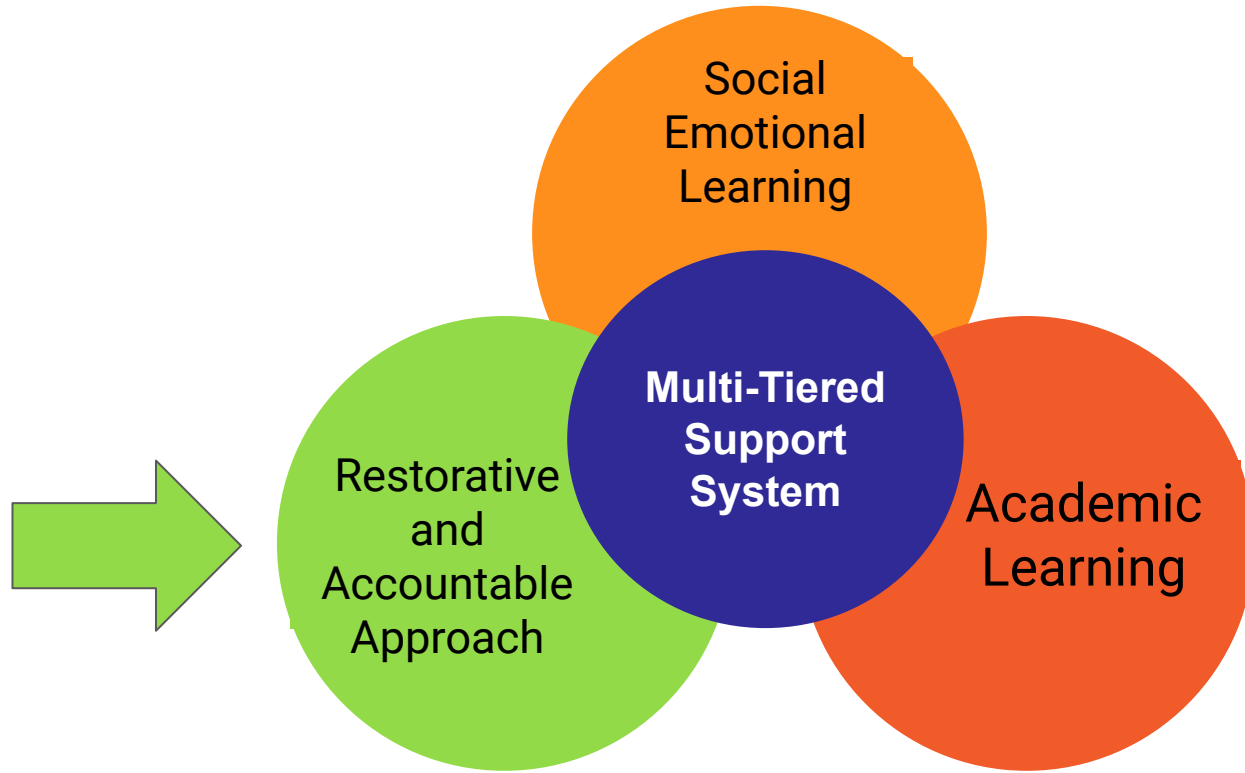 Social
Emotional
Learning
Multi-Tiered
Support
System
Restorative
and
Accountable
Approach
Academic
Learning